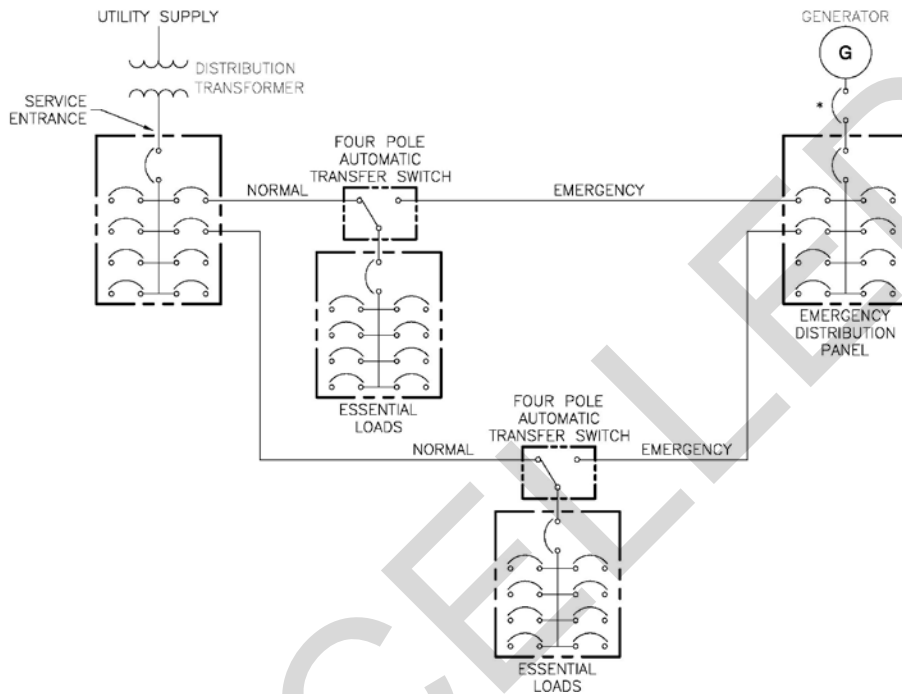 UTILITY SUPPLY
GENERATOR
G
DISTRIBUTION
TRANSFORMER
SERVICE
ENTRANCE
*
FOUR POLE
AUTOMATIC
TRANSFER SWITCH
NORMAL
EMERGENCY
EMERGENCY
DISTRIBUTION
PANEL
ESSENTIAL
LOADS
FOUR POLE
AUTOMATIC
TRANSFER SWITCH
NORMAL
EMERGENCY
ESSENTIAL
LOADS